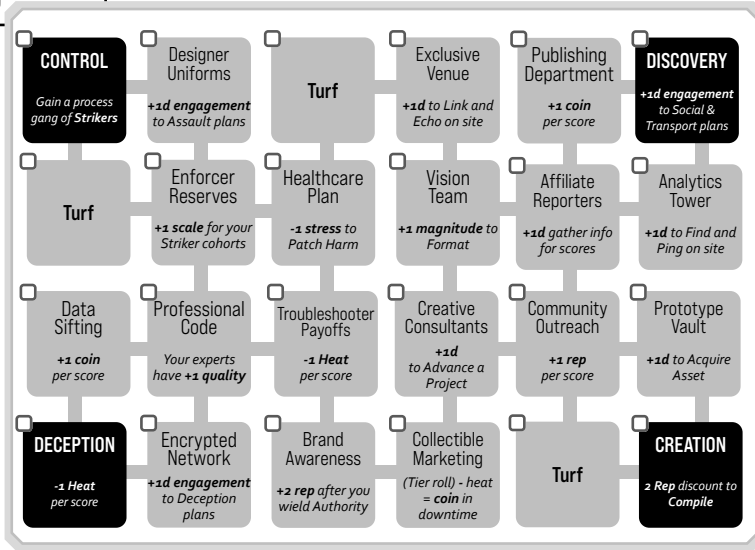 CONTROL
Gain a process
gang of Strikers
Designer
Uniforms
+1d engagement
to Assault plans
Turf
Exclusive
Venue
+1d to Link and
Echo on site
Publishing
Department
+1 coin
per score
DISCOVERY
+1d engagement
to Social &
Transport plans
Turf
Enforcer
Reserves
+1 scale for your
Striker cohorts
Healthcare
Plan
-1 stress to
Patch Harm
Vision
Team
+1 magnitude to
Format
Affiliate
Reporters
+1d gather info
for scores
Analytics
Tower
+1d to Find and
Ping on site
Data
Sifting
+1 coin
per score
Professional
Code
Your experts
have +1 quality
Troubleshooter
Payoffs
-1 Heat
per score
Creative
Consultants
+1d
to Advance a
Project
Community
Outreach
+1 rep
per score
Prototype
Vault
+1d to Acquire
Asset
DECEPTION
-1 Heat
per score
Encrypted
Network
+1d engagement
to Deception
plans
Brand
Awareness
+2 rep after you
wield Authority
Collectible
Marketing
(Tier roll) - heat
= coin in
downtime
Turf
CREATION
2 Rep discount to
Compile